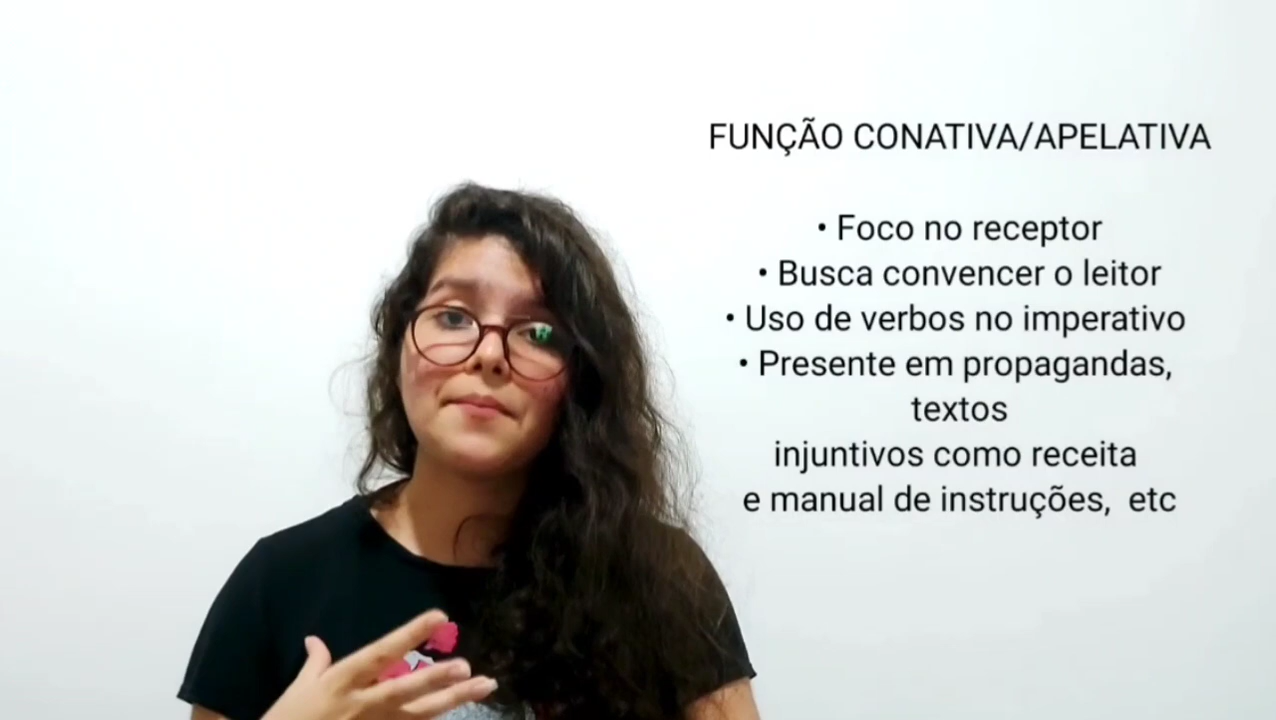 FUNÇÃO CONATIVA/APELATIVA
• Foco no receptor
• Busca convencer o leitor
• Uso de verbos no imperativo
• Presente em propagandas,
textos
injuntivos como receita
e manual de instruções, etc